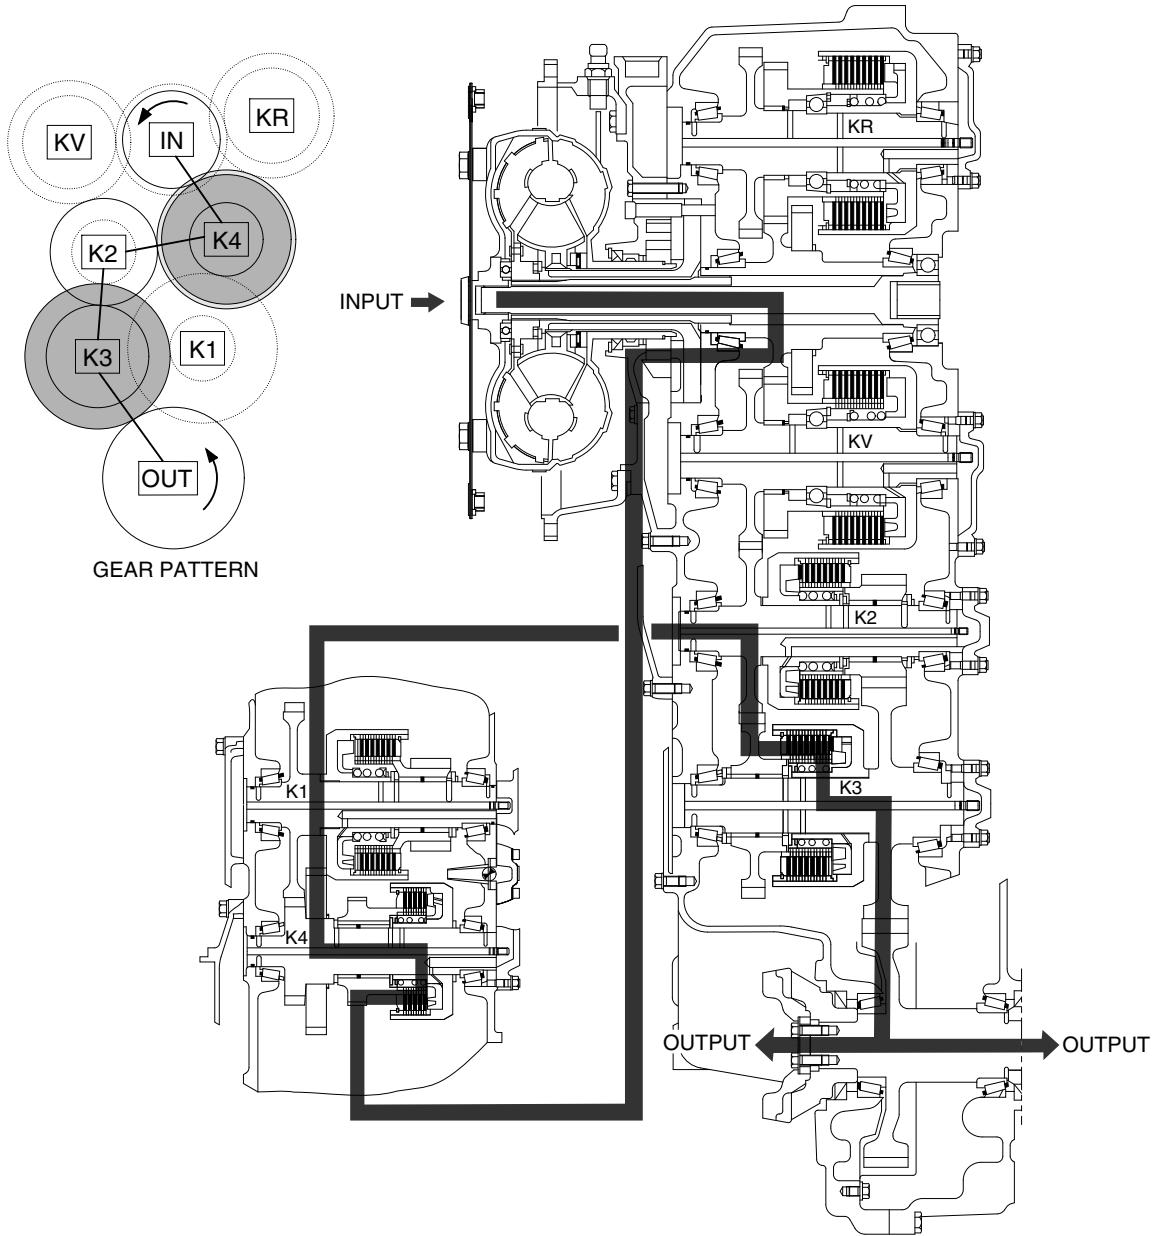 KV
IN
KR
K2
K4
K3
K1
OUT
GEAR PATTERN
INPUT
KR
KV
K2
K3
K1
K4
OUTPUT
OUTPUT